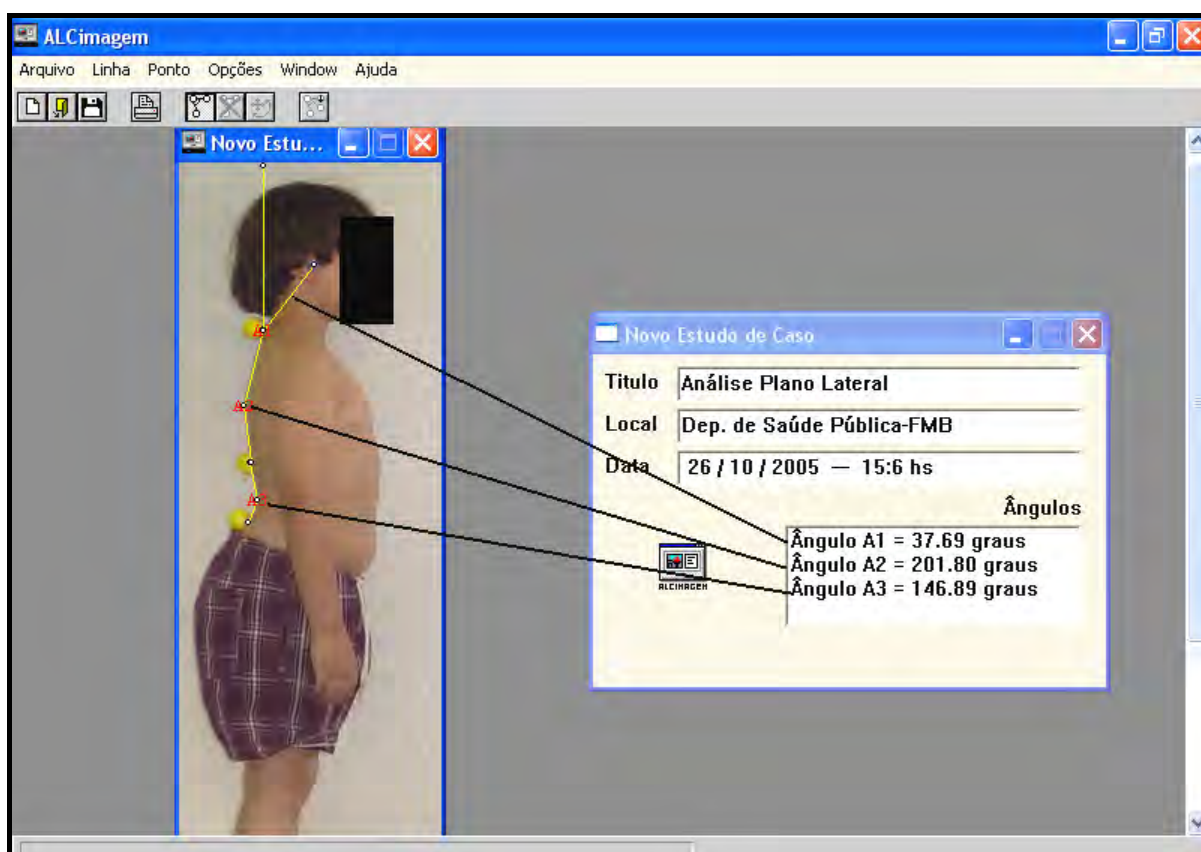 ALCimagem
Arquivo Linha Ponto Opções Window Ajuda
Novo Estu...
Novo Estudo de Caso
Titulo Análise Plano Lateral
Local Dep. de Saúde Pública-FMB
Data 26 / 10 / 2005 — 15:6 hs
Ângulos
Ângulo A1 = 37.69 graus
Ângulo A2 = 201.80 graus
Ângulo A3 = 146.89 graus
ALCIMAGEM